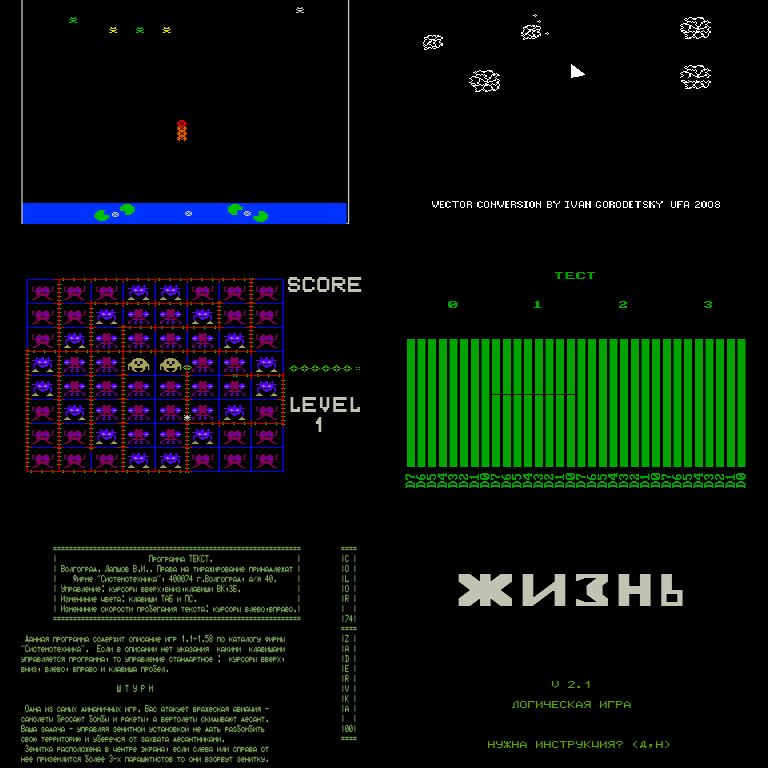 VECTOR CONVERSION BY IVAN GORODETSKY UFA 2008
SCORE
LEVEL
1
ТЕСТ
0 1 2 3
D7 D6 D5 D4 D3 D2 D1 D0 D7 D6 D5 D4 D3 D2 D1 D0 D7 D6 D5 D4 D3 D2 D1 D0 D7 D6 D5 D4 D3 D2 D1 D0
Программа ТЕКСТ.
Волгоград. Лапшов В.И.. Права на тиражирование принадлежат
Фирме "Системотехника"; 400074 г.Волгоград; а/я 40.
Управление: курсоры вверх;вниз;клавиши ВК;ЗБ.
Изменние цвета: клавиши ТАБ и ПС.
Изменние скорости пробегания текста: курсоры влево;вправо.
Данная программа содержит описание игр 1.1-1.58 по каталогу фирмы
"Системотехника". Если в описании нет указания какими клавишами
управляется программа; то управление стандартное : курсоры вверх;
вниз; влево; вправо и клавиша пробел.
Ш Т У Р М
Одна из самых динамичных игр. Вас атакует вражеская авиация -
самолеты бросают бомбы и ракеты; а вертолеты скидывают десант.
Ваша задача - управляя зенитной установкой не дать разбомбить
свою территорию и уберечся от захвата десантниками.
Зенитка расположена в центре экрана; если слева или справа от
нее приземлится более 3-х парашютистов то они взорвут зенитку.
C
O
L
O
R
74
Z
A
D
E
R
V
K
A
00
ЖИЗНЬ
V 2.1
ЛОГИЧЕСКАЯ ИГРА
НУЖНА ИНСТРУКЦИЯ? (Д,Н)